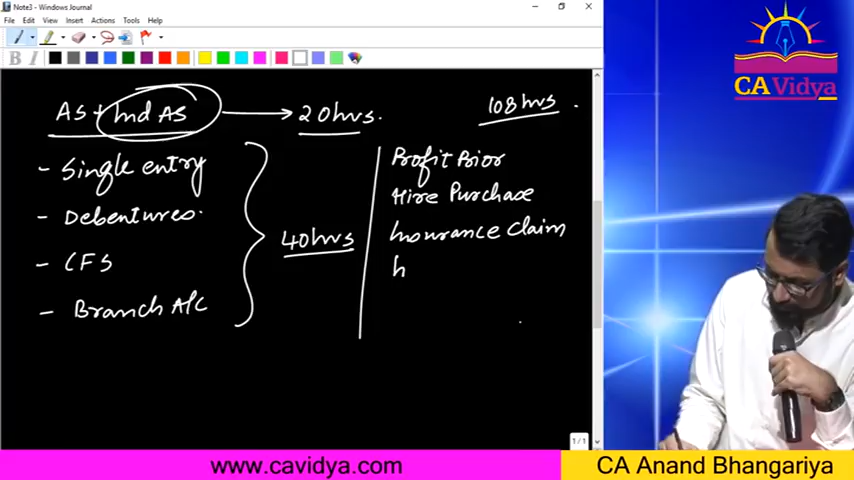 Note3 - Windows Journal
File Edit View Insert Actions Tools Help
B I
AS + Ind AS → 20hrs.
108 hrs.
- Single entry
- Debentures.
- CFS
- Branch A/C
40hrs
Profit Prior
Hire Purchase
Insurance Claim
h
1/1
CA Vidya
www.cavidya.com
CA Anand Bhangariya